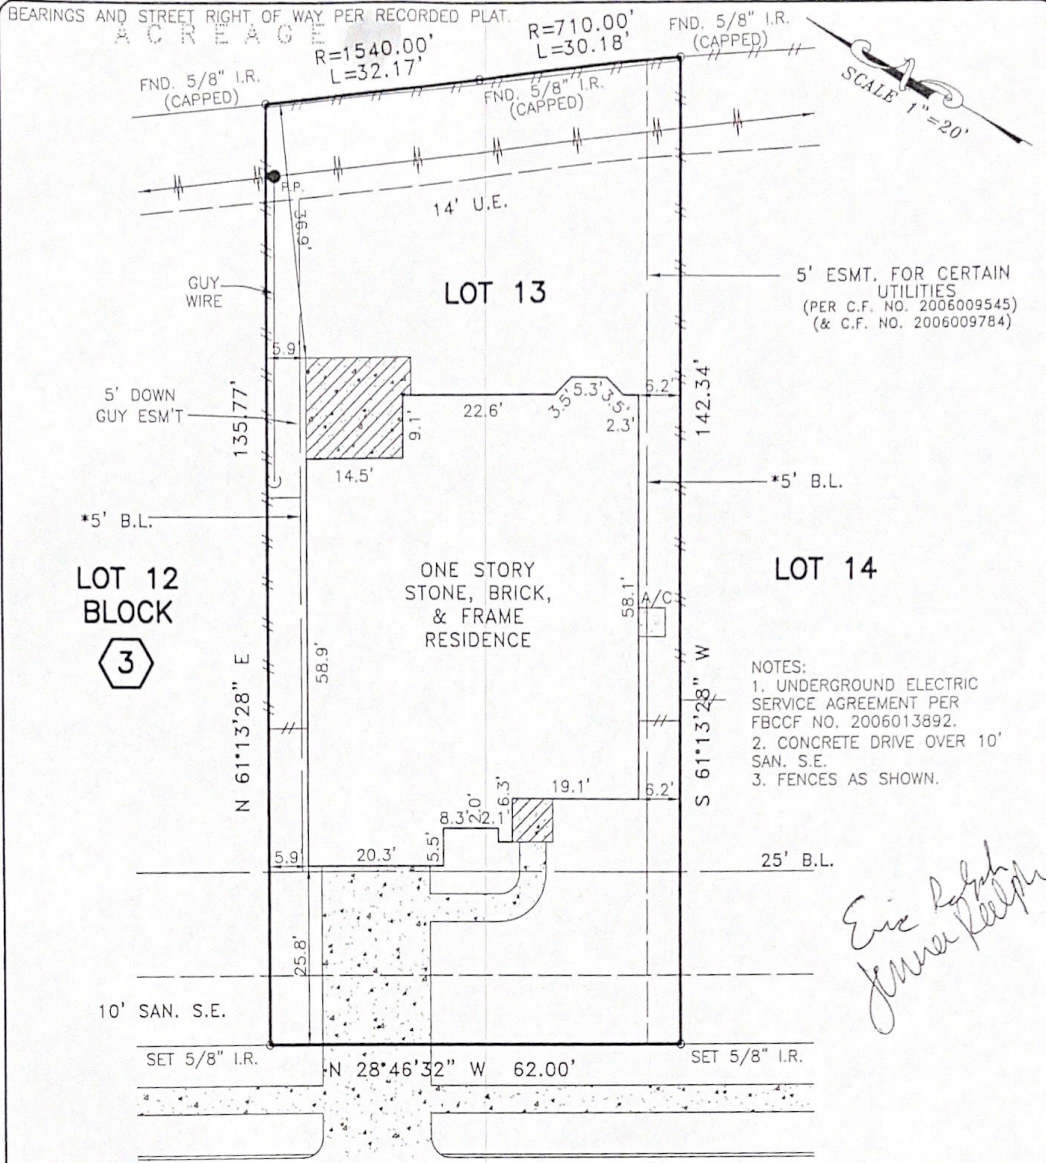 BEARINGS AND STREET RIGHT OF WAY PER RECORDED PLAT.
ACREAGE
R=1540.00'
L=32.17'
R=710.00'
L=30.18'
FND. 5/8" I.R.
(CAPPED)
FND. 5/8" I.R.
(CAPPED)
FND. 5/8" I.R.
(CAPPED)
SCALE 1"=20'
P.P.
14' U.E.
36.9'
GUY
WIRE
LOT 13
5' ESMT. FOR CERTAIN
UTILITIES
(PER C.F. NO. 2006009545)
(& C.F. NO. 2006009784)
5.9'
5' DOWN
GUY ESM'T
135.77'
14.5'
9.1'
22.6'
3.5'
5.3'
3.5'
2.3'
6.2'
142.34'
*5' B.L.
*5' B.L.
LOT 12
BLOCK
3
ONE STORY
STONE, BRICK,
& FRAME
RESIDENCE
58.1'
A/C
LOT 14
58.9'
N 61°13'28" E
S 61°13'28" W
NOTES:
1. UNDERGROUND ELECTRIC
SERVICE AGREEMENT PER
FBCCF NO. 2006013892.
2. CONCRETE DRIVE OVER 10'
SAN. S.E.
3. FENCES AS SHOWN.
19.1'
6.2'
6.3'
8.3'
2.0'
2.1'
5.5'
20.3'
5.9'
25' B.L.
25.8'
Eric Ralph
Jenna Ralph
10' SAN. S.E.
SET 5/8" I.R.
N 28°46'32" W 62.00'
SET 5/8" I.R.